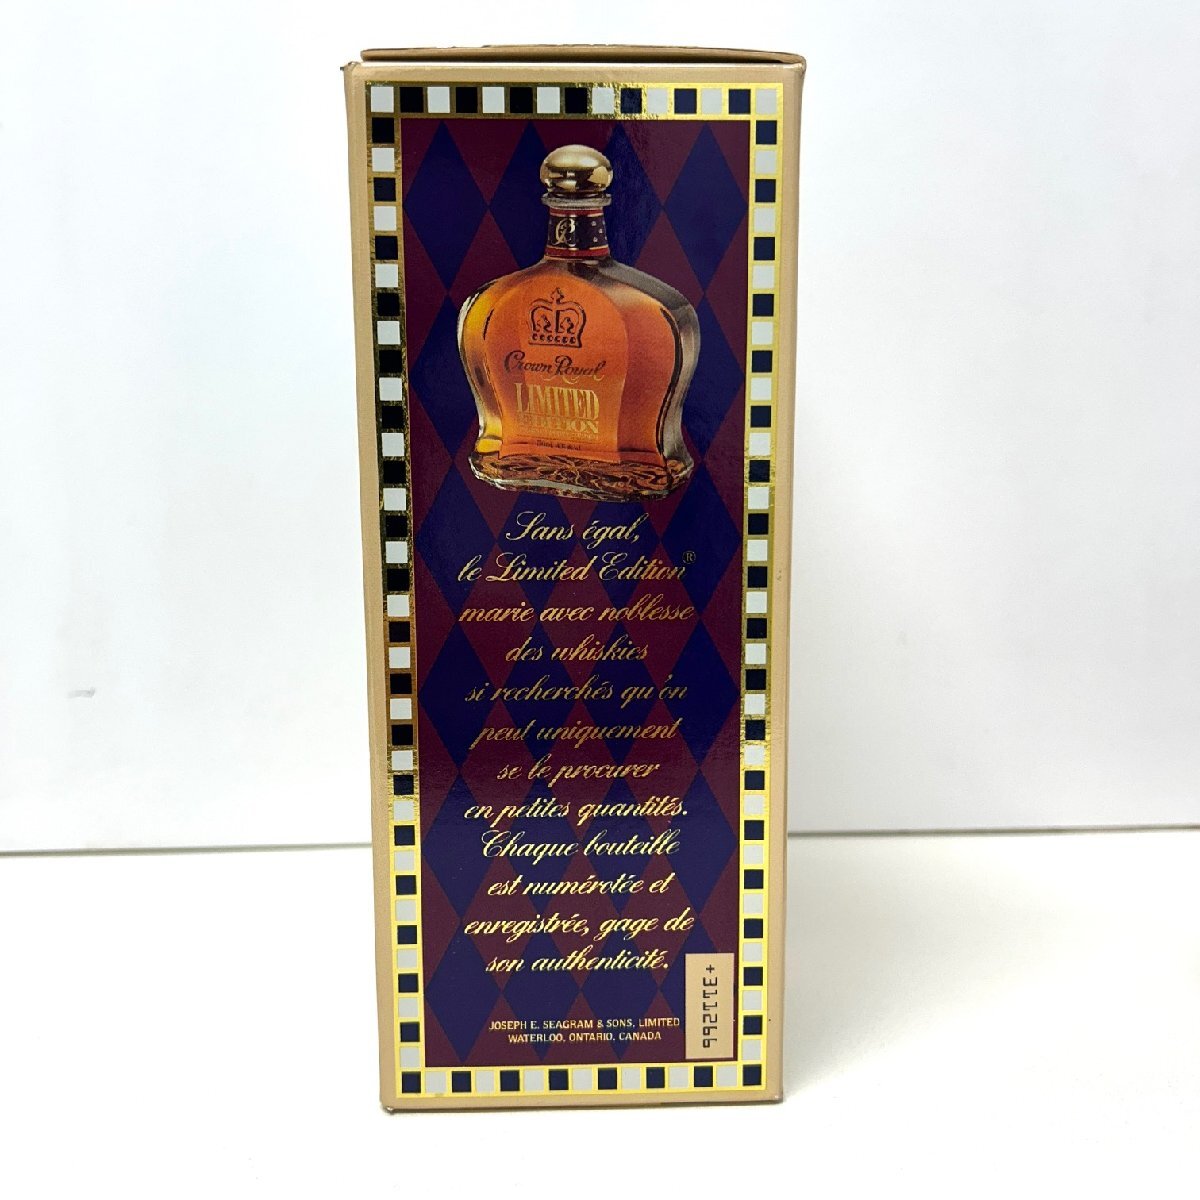 Crown Royal
LIMITED
EDITION
Sans égal,
le Limited Edition®
marie avec noblesse
des whiskies
si recherchés qu'on
peut uniquement
se le procurer
en petites quantités.
Chaque bouteille
est numérotée et
enregistrée, gage de
son authenticité.
JOSEPH E. SEAGRAM & SONS, LIMITED
WATERLOO, ONTARIO, CANADA